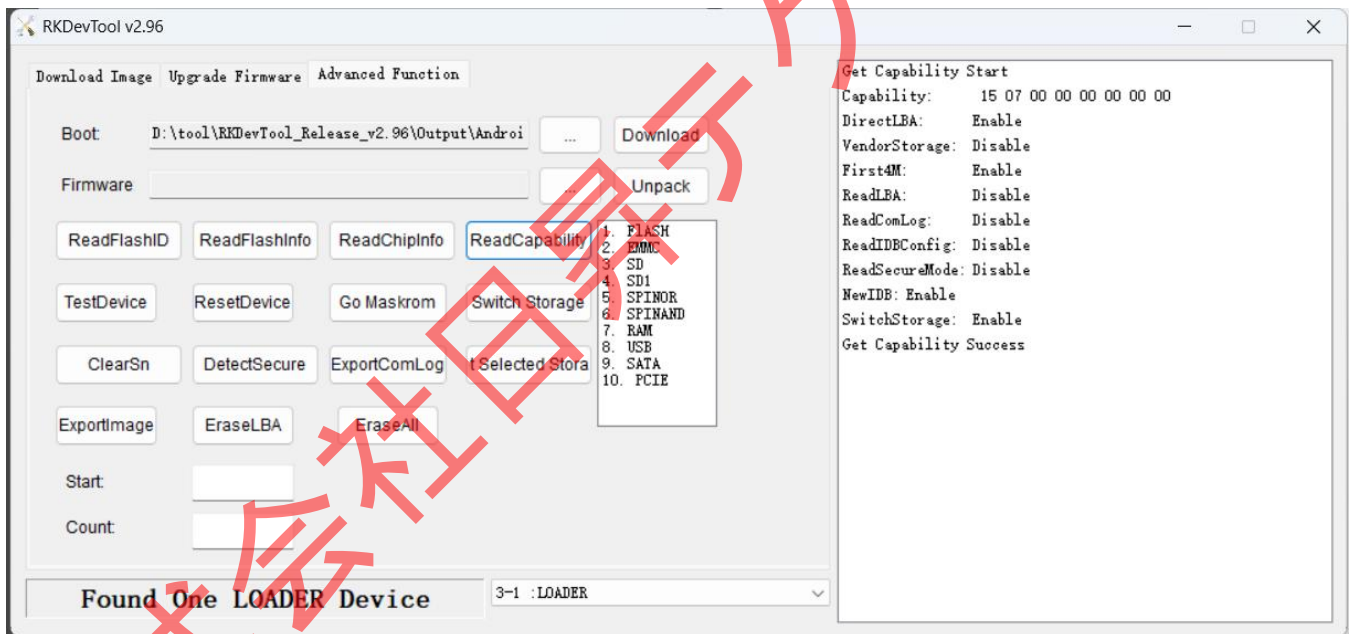 RKDevTool v2.96
Download Image Upgrade Firmware Advanced Function
Boot: D:\tool\RKDevTool_Release_v2.96\Output\Androi ... Download
Firmware ... Unpack
ReadFlashID ReadFlashInfo ReadChipInfo ReadCapability
TestDevice ResetDevice Go Maskrom Switch Storage
ClearSn DetectSecure ExportComLog t Selected Stora
ExportImage EraseLBA EraseAll
1. FlASH
2. EMMC
3. SD
4. SD1
5. SPINOR
6. SPINAND
7. RAM
8. USB
9. SATA
10. PCIE
Start:
Count:
Found One LOADER Device
3-1 :LOADER
Get Capability Start
Capability: 15 07 00 00 00 00 00 00
DirectLBA: Enable
VendorStorage: Disable
First4M: Enable
ReadLBA: Disable
ReadComLog: Disable
ReadIDBConfig: Disable
ReadSecureMode: Disable
NewIDB: Enable
SwitchStorage: Enable
Get Capability Success
会社日昇テ